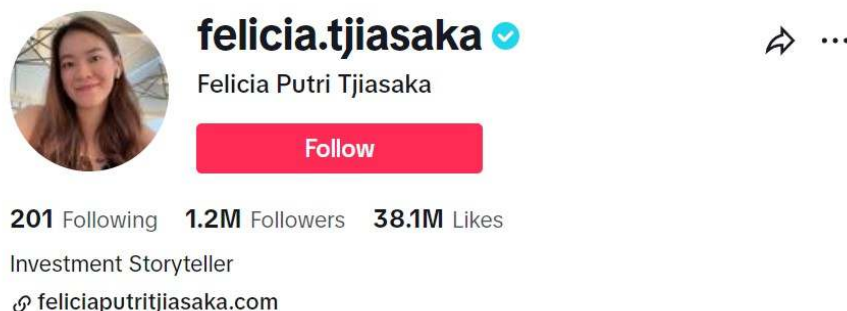 felicia.tjiasaka
Felicia Putri Tjiasaka
Follow
201 Following 1.2M Followers 38.1M Likes
Investment Storyteller
feliciaputritjiasaka.com